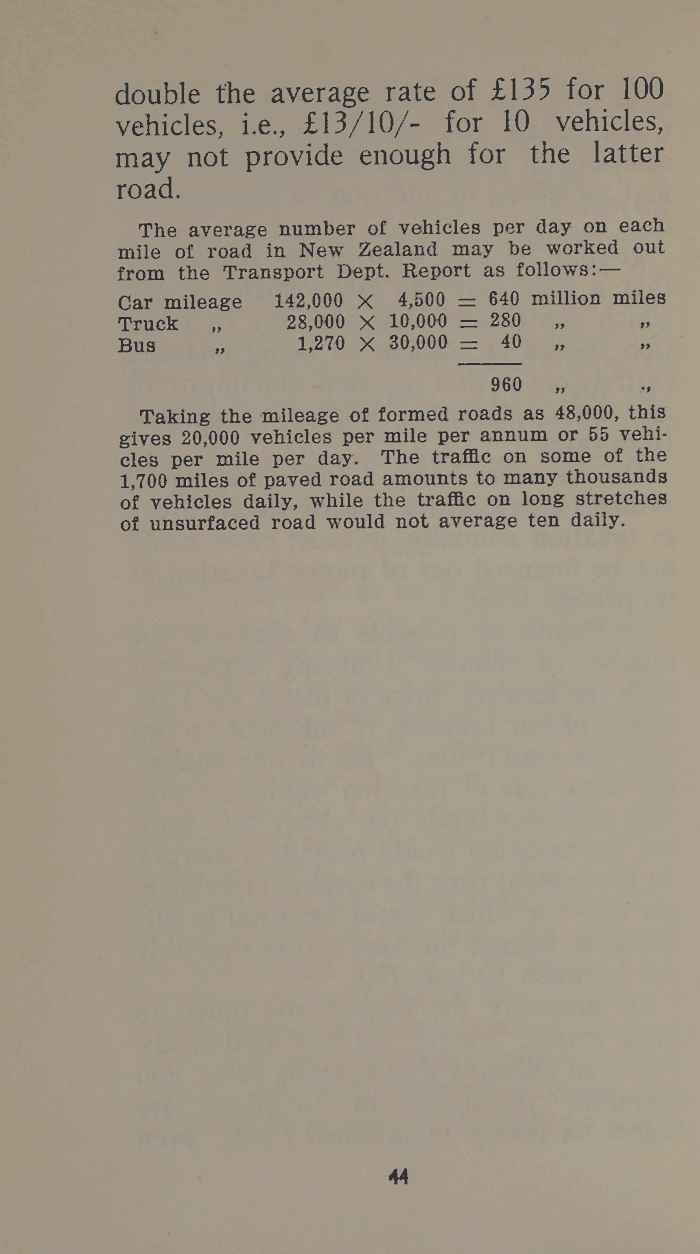 double the average rate of £135 for 100
vehicles, i.e., £13/10/- for 10 vehicles,
may not provide enough for the latter
road.
The average number of vehicles per day on each
mile of road in New Zealand may be worked out
from the Transport Dept. Report as follows:—
Car mileage 142,000 × 4,500 = 640 million miles
Truck „ 28,000 × 10,000 = 280 „ „
Bus „ 1,270 × 30,000 = 40 „ „
960 „ „
Taking the mileage of formed roads as 48,000, this
gives 20,000 vehicles per mile per annum or 55 vehi-
cles per mile per day. The traffic on some of the
1,700 miles of paved road amounts to many thousands
of vehicles daily, while the traffic on long stretches
of unsurfaced road would not average ten daily.
44